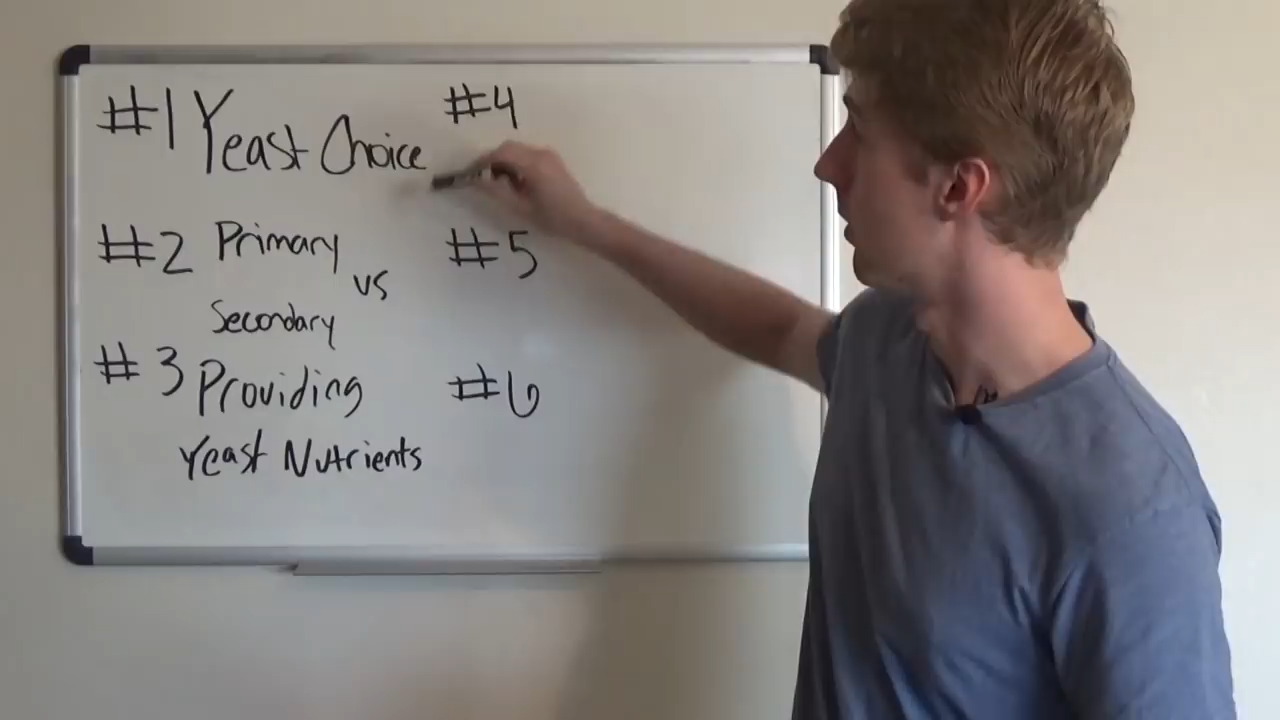 #1 Yeast Choice
#2 Primary
vs
Secondary
#3 Providing
Yeast Nutrients
#4
#5
#6